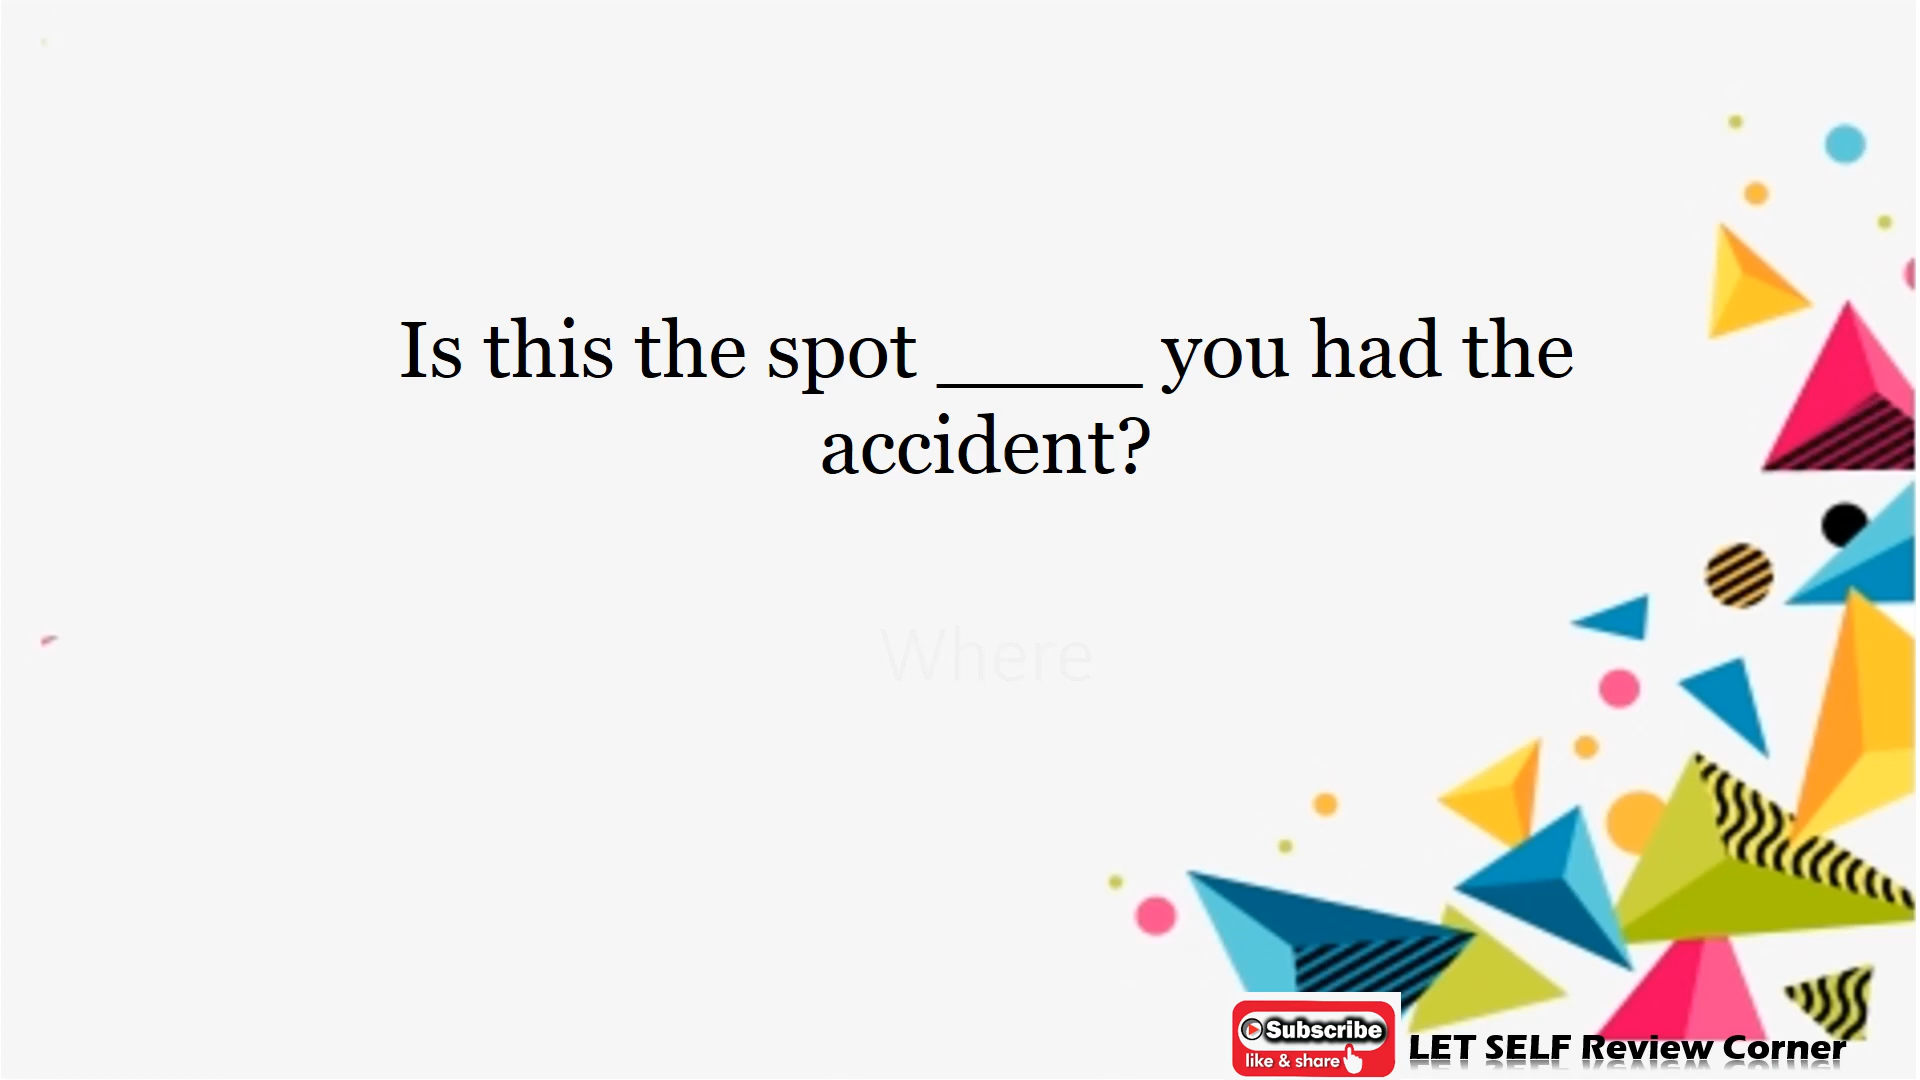 Is this the spot _____ you had the
accident?
Where
Subscribe
like & share
LET SELF Review Corner